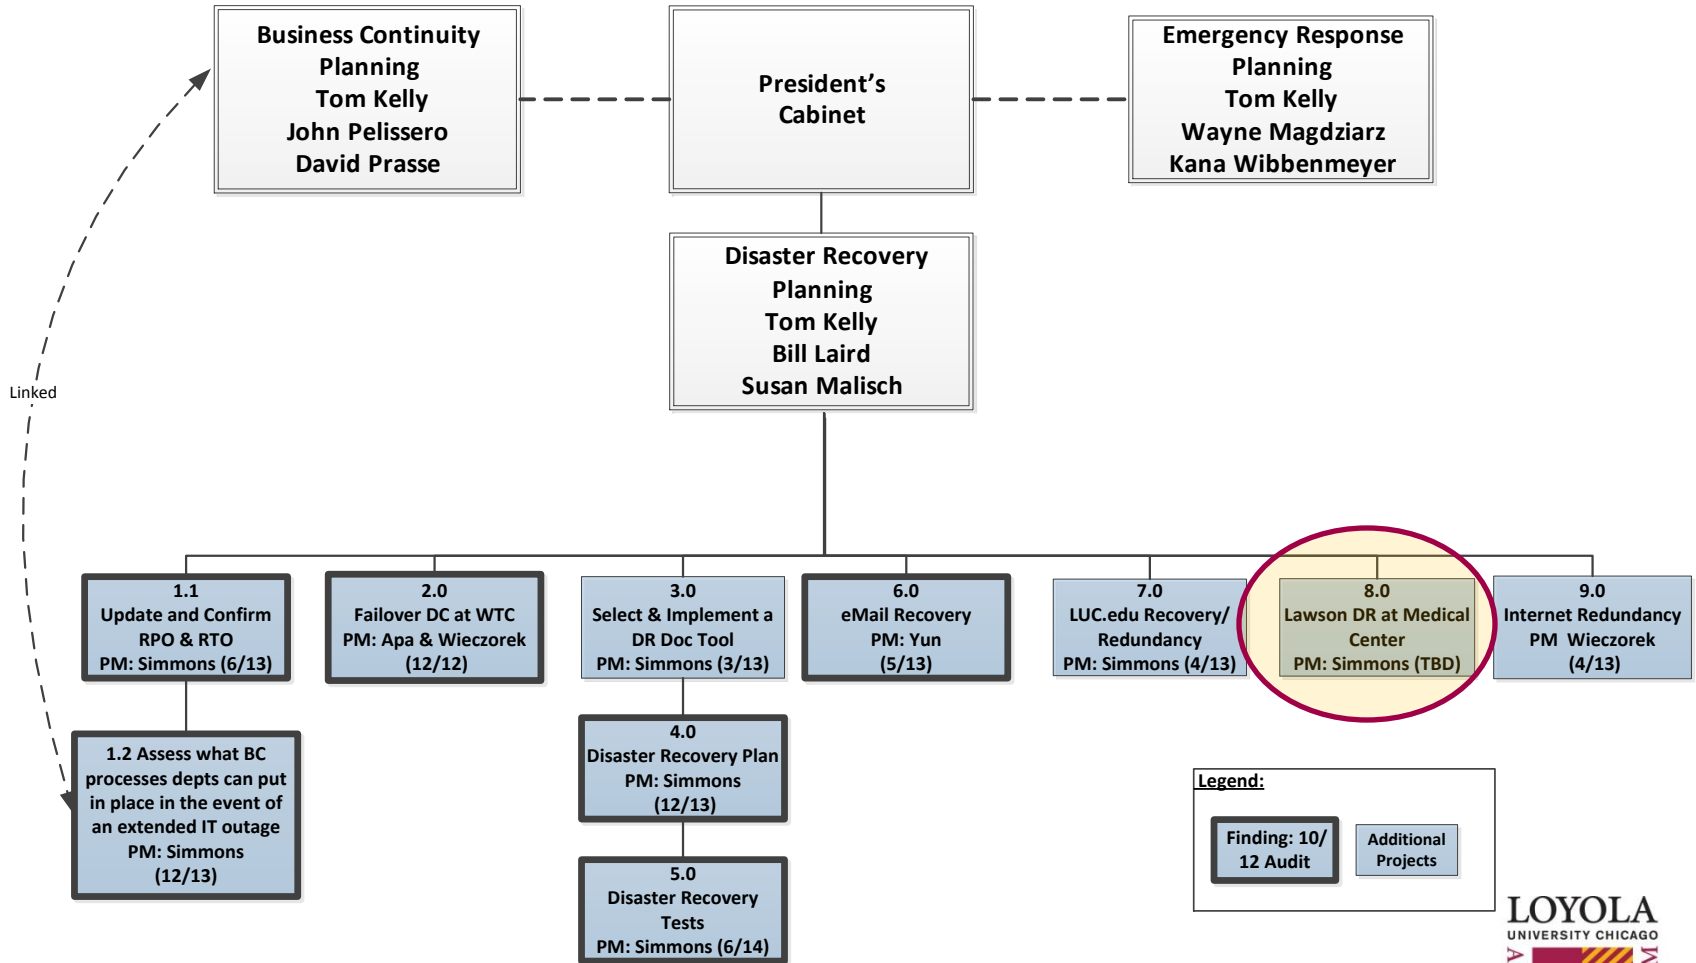 Business Continuity
Planning
Tom Kelly
John Pelissero
David Prasse
President's
Cabinet
Emergency Response
Planning
Tom Kelly
Wayne Magdziarz
Kana Wibbenmeyer
Disaster Recovery
Planning
Tom Kelly
Bill Laird
Susan Malisch
Linked
1.1
Update and Confirm
RPO & RTO
PM: Simmons (6/13)
2.0
Failover DC at WTC
PM: Apa & Wieczorek
(12/12)
3.0
Select & Implement a
DR Doc Tool
PM: Simmons (3/13)
6.0
eMail Recovery
PM: Yun
(5/13)
7.0
LUC.edu Recovery/
Redundancy
PM: Simmons (4/13)
8.0
Lawson DR at Medical
Center
PM: Simmons (TBD)
9.0
Internet Redundancy
PM Wieczorek
(4/13)
1.2 Assess what BC
processes depts can put
in place in the event of
an extended IT outage
PM: Simmons
(12/13)
4.0
Disaster Recovery Plan
PM: Simmons
(12/13)
5.0
Disaster Recovery
Tests
PM: Simmons (6/14)
Legend:
Finding: 10/
12 Audit
Additional
Projects
LOYOLA
UNIVERSITY CHICAGO